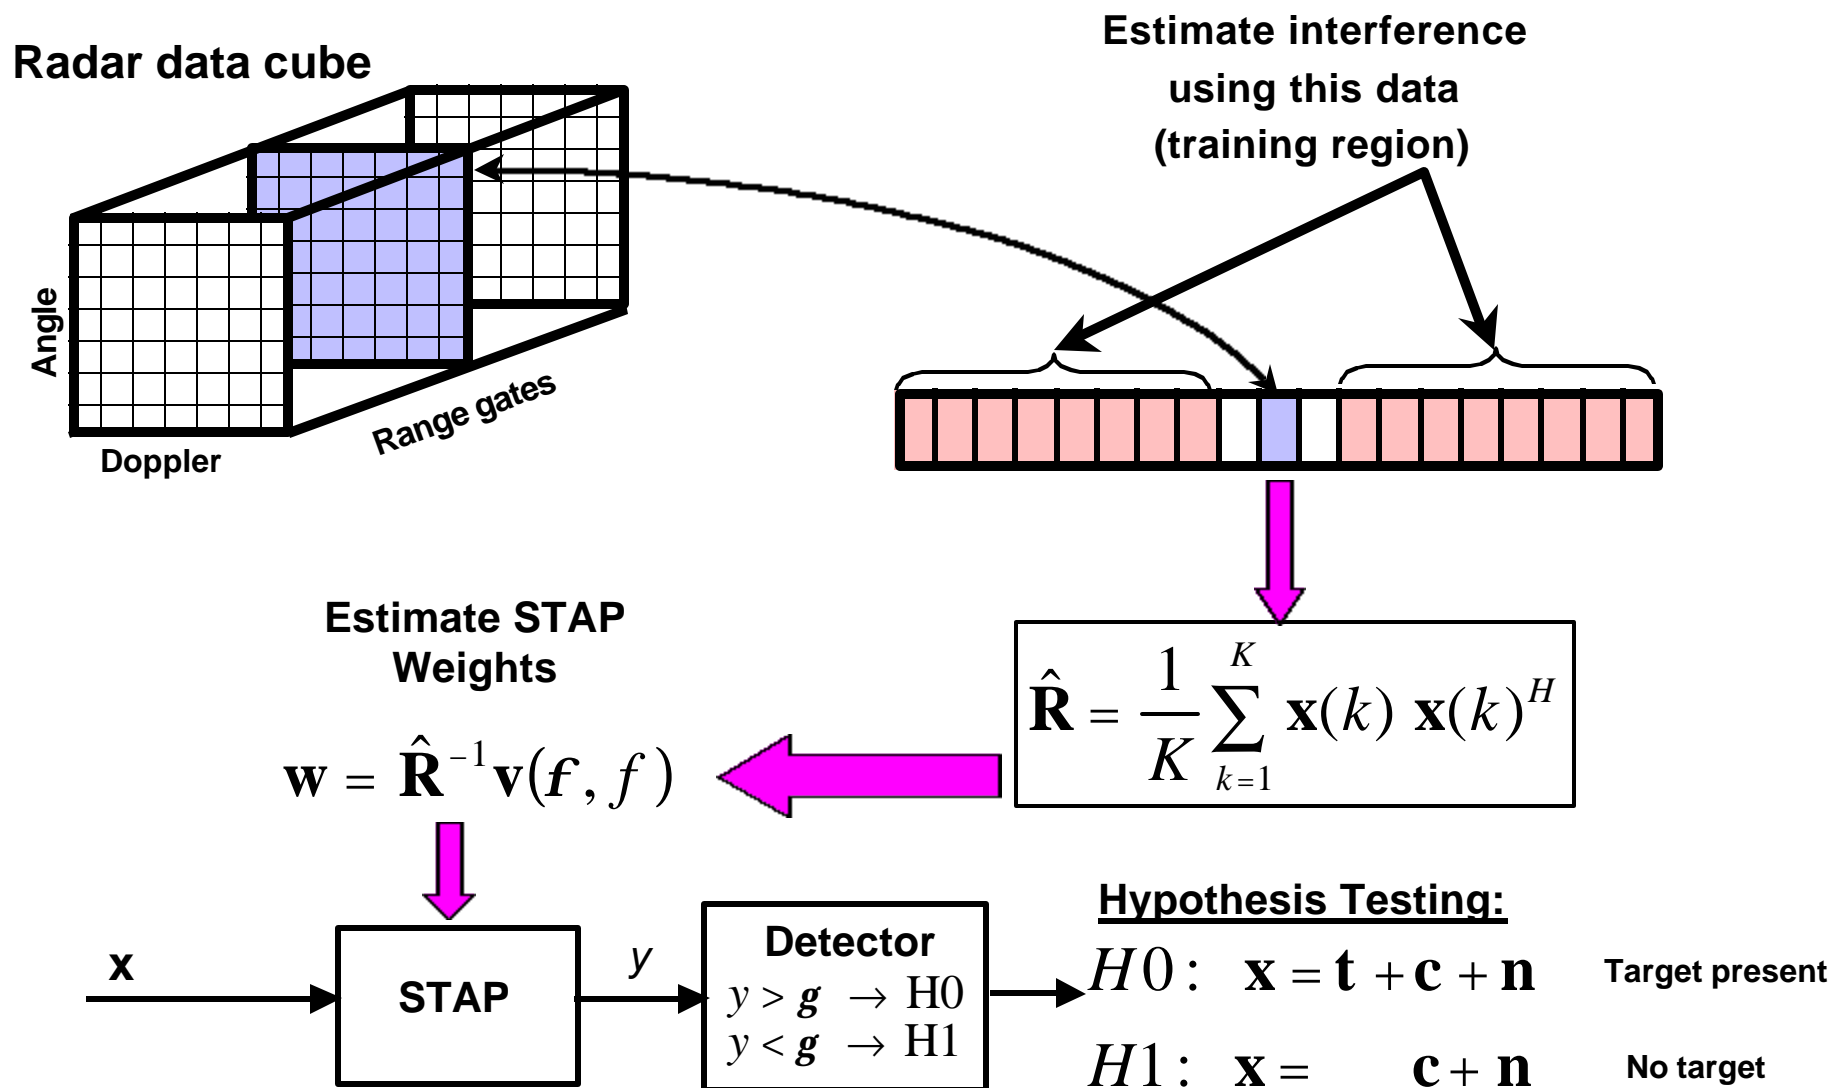 Radar data cube
Estimate interference
using this data
(training region)
Angle
Doppler
Range gates
Estimate STAP
Weights
R̂ = 1/K ∑_{k=1}^{K} x(k) x(k)^H
w = R̂^{-1} v(f, f)
x
STAP
y
Detector
y > g → H0
y < g → H1
Hypothesis Testing:
H0: x = t + c + n Target present
H1: x = c + n No target